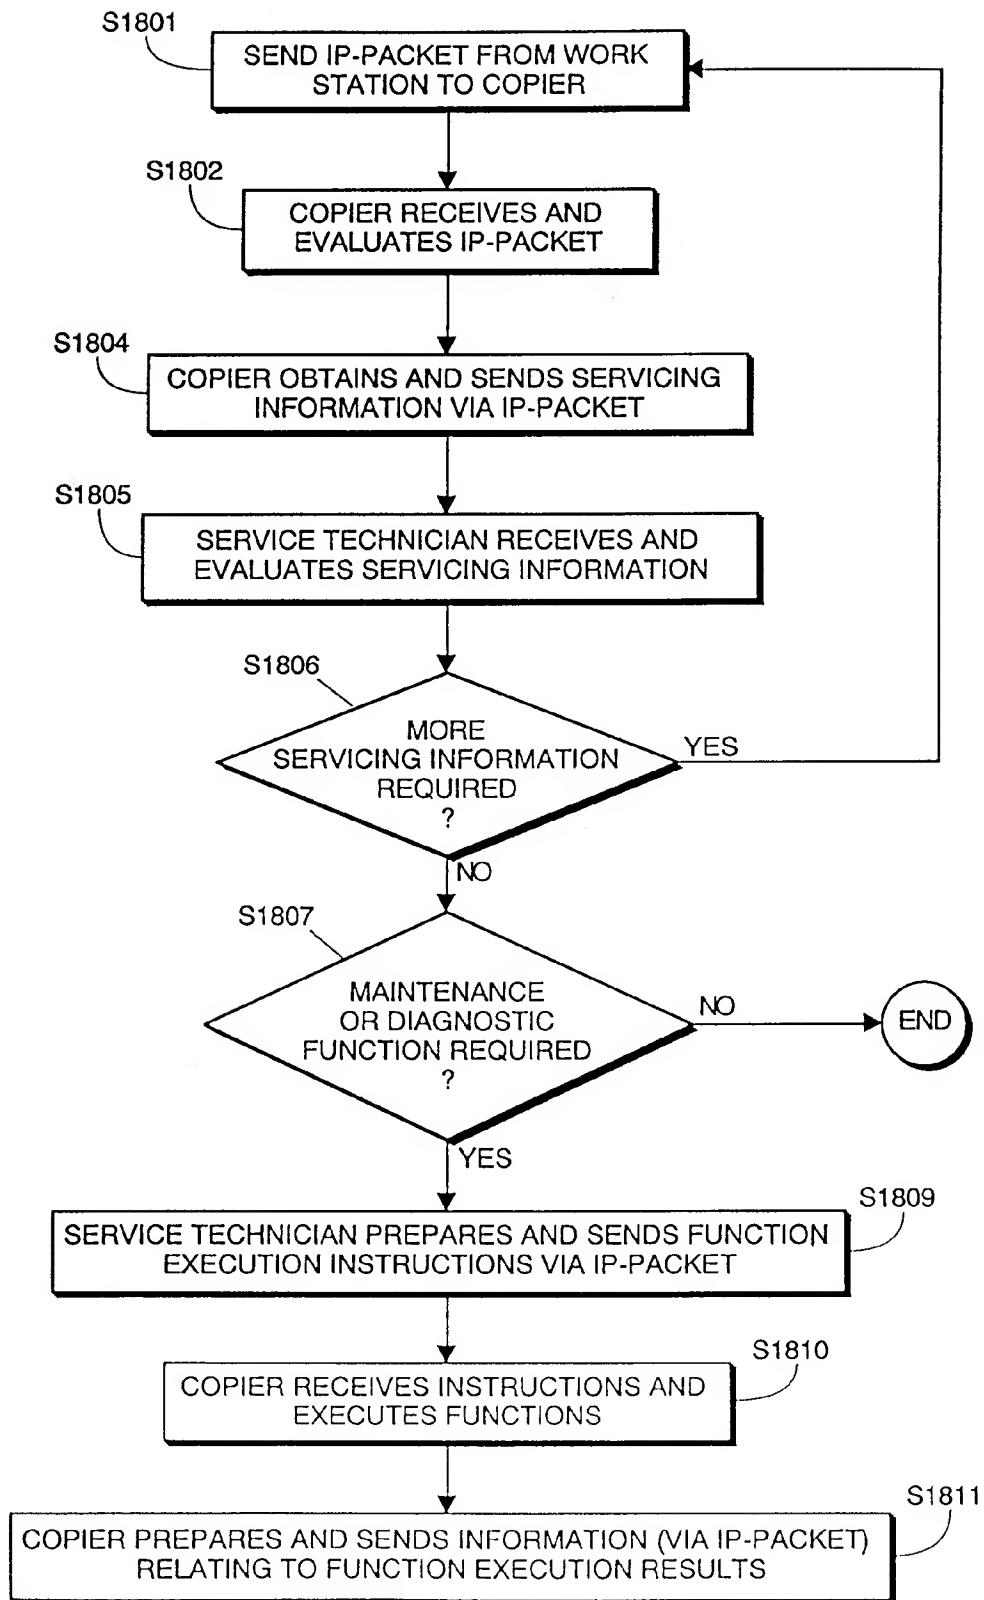 S1801
SEND IP-PACKET FROM WORK
STATION TO COPIER
S1802
COPIER RECEIVES AND
EVALUATES IP-PACKET
S1804
COPIER OBTAINS AND SENDS SERVICING
INFORMATION VIA IP-PACKET
S1805
SERVICE TECHNICIAN RECEIVES AND
EVALUATES SERVICING INFORMATION
S1806
MORE
SERVICING INFORMATION
REQUIRED
?
YES
NO
S1807
MAINTENANCE
OR DIAGNOSTIC
FUNCTION REQUIRED
?
NO
END
YES
S1809
SERVICE TECHNICIAN PREPARES AND SENDS FUNCTION
EXECUTION INSTRUCTIONS VIA IP-PACKET
S1810
COPIER RECEIVES INSTRUCTIONS AND
EXECUTES FUNCTIONS
S1811
COPIER PREPARES AND SENDS INFORMATION (VIA IP-PACKET)
RELATING TO FUNCTION EXECUTION RESULTS